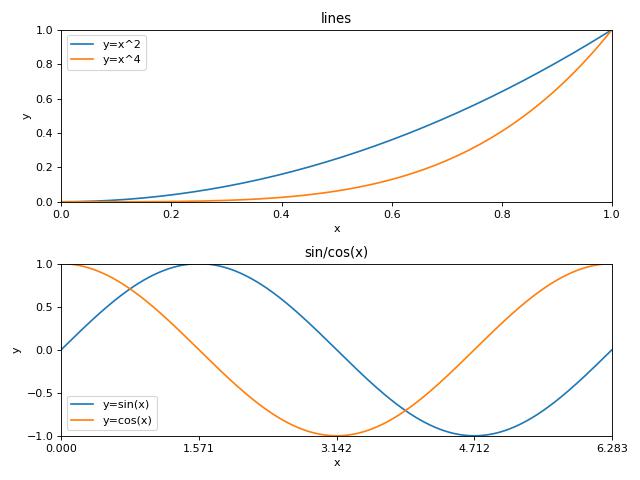 lines
1.0
0.8
0.6
0.4
0.2
0.0
y
y=x^2
y=x^4
0.0 0.2 0.4 0.6 0.8 1.0
x
sin/cos(x)
1.0
0.5
0.0
−0.5
−1.0
y
y=sin(x)
y=cos(x)
0.000 1.571 3.142 4.712 6.283
x